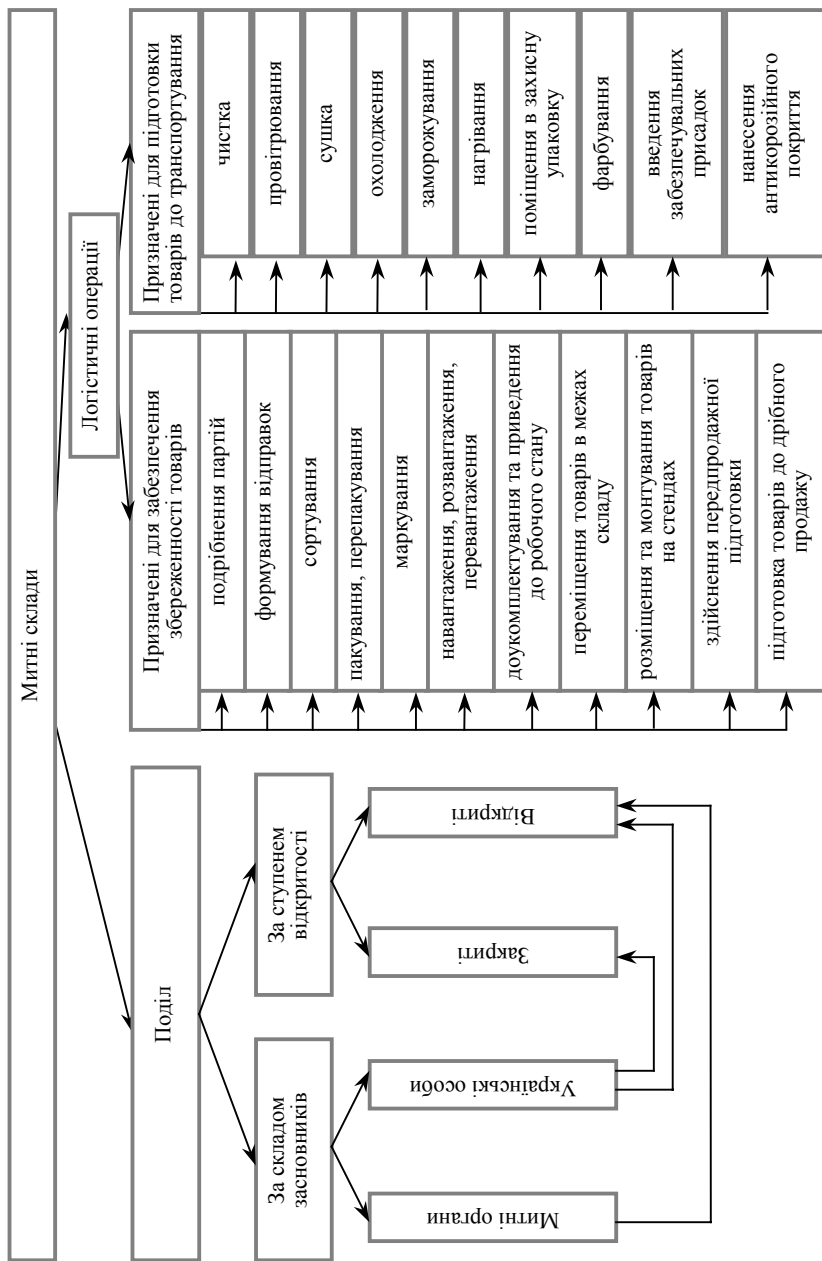 Митні склади
Поділ
За складом
засновників
Митні органи
Українські особи
За ступенем
відкритості
Закриті
Відкриті
Логістичні операції
Призначені для забезпечення
збереженності товарів
подрібнення партій
формування відправок
сортування
пакування, перепакування
маркування
навантаження, розвантаження,
перевантаження
доукомплектування та приведення
до робочого стану
переміщення товарів в межах
складу
розміщення та монтування товарів
на стендах
здійснення передпродажної
підготовки
підготовка товарів до дрібного
продажу
Призначені для підготовки
товарів до транспортування
чистка
провітрювання
сушка
охолодження
заморожування
нагрівання
поміщення в захисну
упаковку
фарбування
введення
забезпечувальних
присадок
нанесення
антикорозійного
покриття